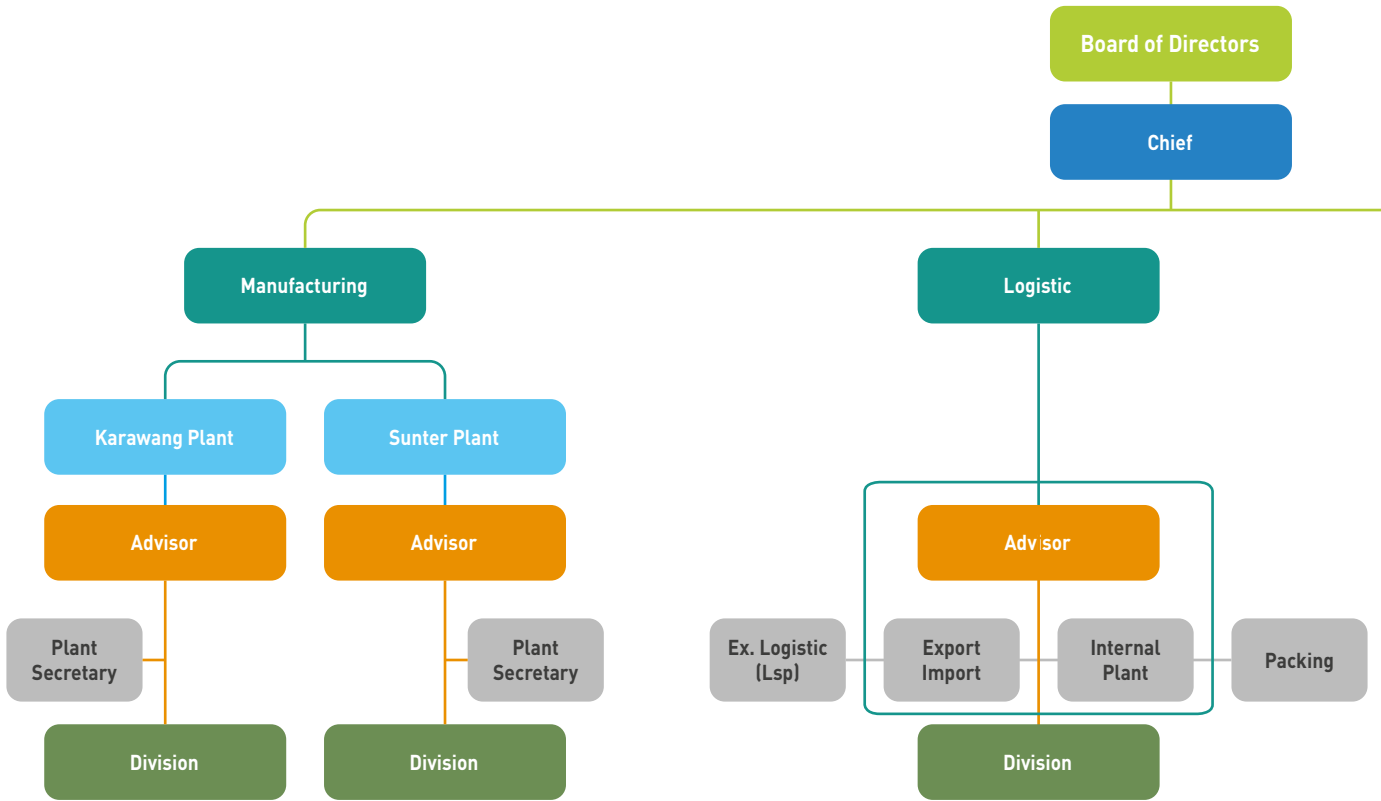 Board of Directors
Chief
Manufacturing
Logistic
Karawang Plant
Sunter Plant
Advisor
Advisor
Advisor
Plant
Secretary
Plant
Secretary
Ex. Logistic
(Lsp)
Export
Import
Internal
Plant
Packing
Division
Division
Division